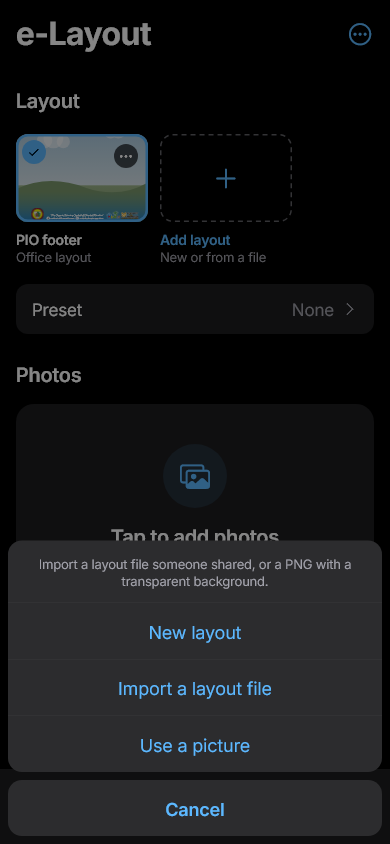 e-Layout
Layout
PIO footer
Office layout
Add layout
New or from a file
Preset
None
Photos
Tap to add photos
Import a layout file someone shared, or a PNG with a
transparent background.
New layout
Import a layout file
Use a picture
Cancel